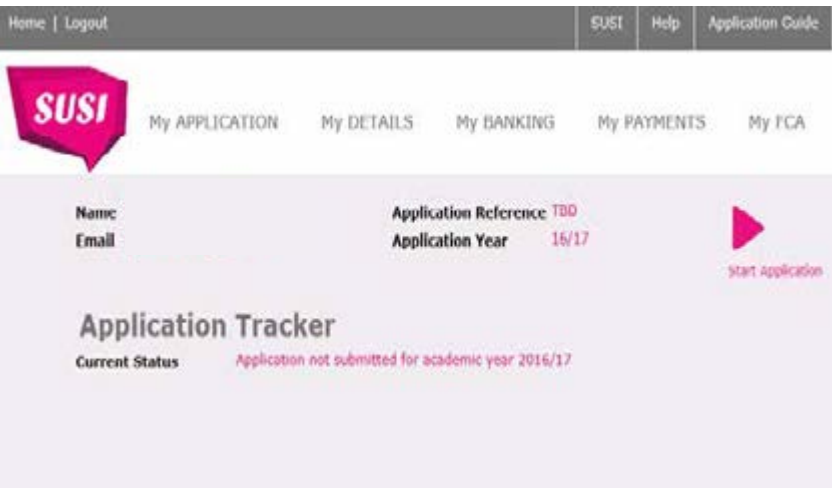 Home | Logout SUSI Help Application Guide
SUSI My APPLICATION My DETAILS My BANKING My PAYMENTS My FCA
Name Application Reference TBD
Email Application Year 16/17
Start Application
Application Tracker
Current Status Application not submitted for academic year 2016/17